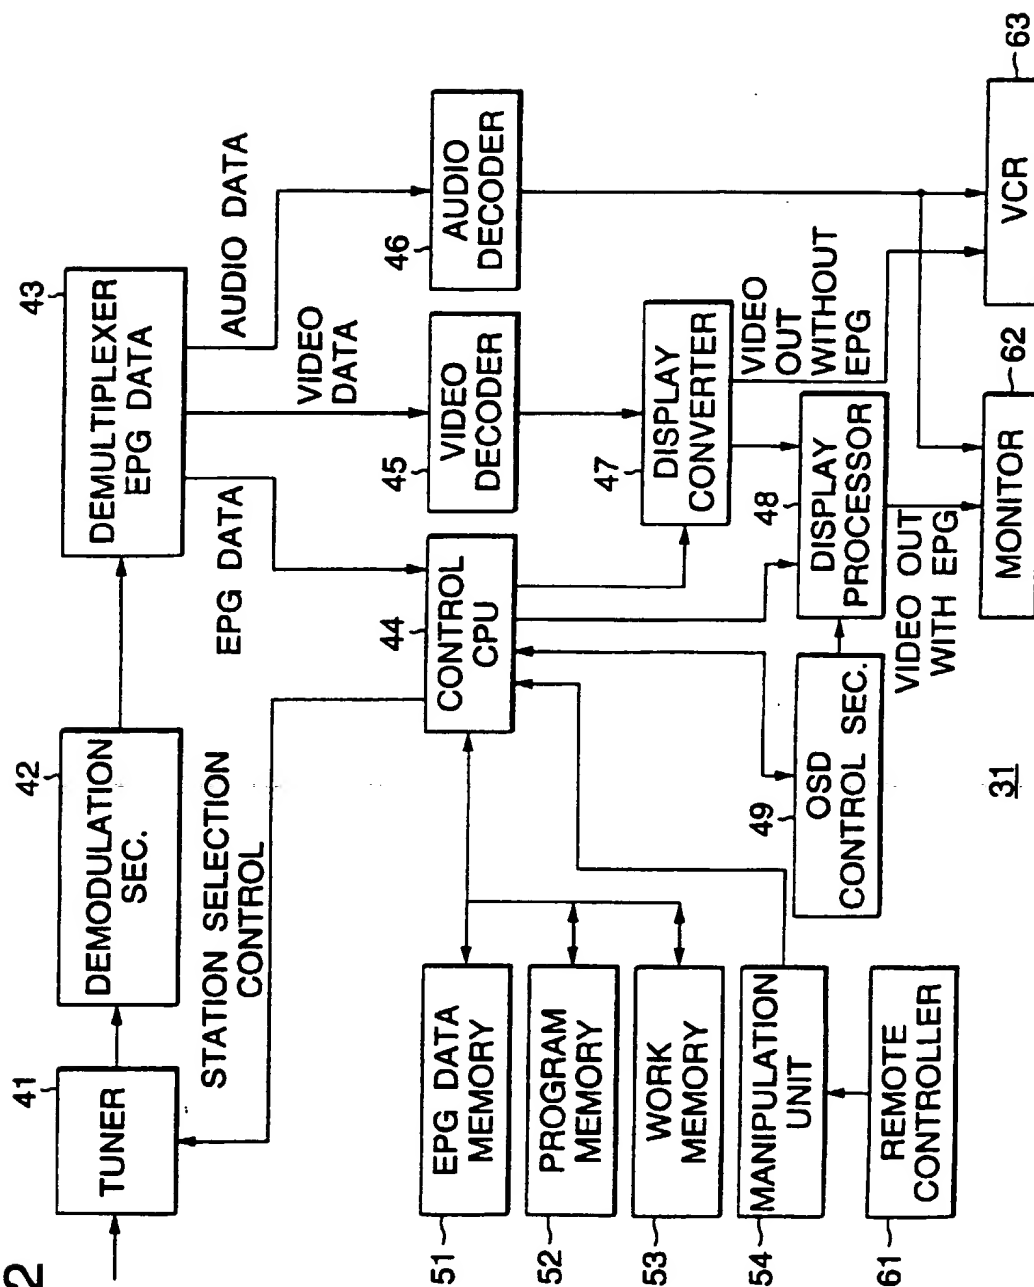 2
41
TUNER
42
DEMODULATION
SEC.
43
DEMULTIPLEXER
EPG DATA
STATION SELECTION
CONTROL
EPG DATA
VIDEO
DATA
AUDIO DATA
44
CONTROL
CPU
45
VIDEO
DECODER
46
AUDIO
DECODER
51
EPG DATA
MEMORY
52
PROGRAM
MEMORY
53
WORK
MEMORY
54
MANIPULATION
UNIT
61
REMOTE
CONTROLLER
47
DISPLAY
CONVERTER
VIDEO
OUT
WITHOUT
EPG
48
DISPLAY
PROCESSOR
49
OSD
CONTROL SEC.
VIDEO OUT
WITH EPG
31
MONITOR
62
VCR
63